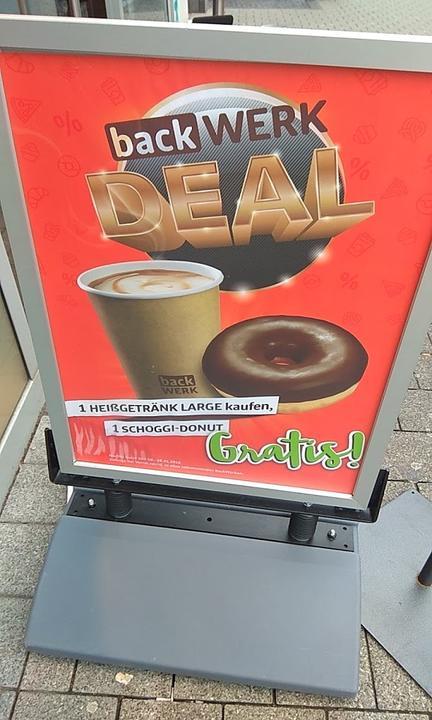 back WERK
DEAL
back
WERK
1 HEIßGETRÄNK LARGE kaufen,
1 SCHOGGI-DONUT Gratis!